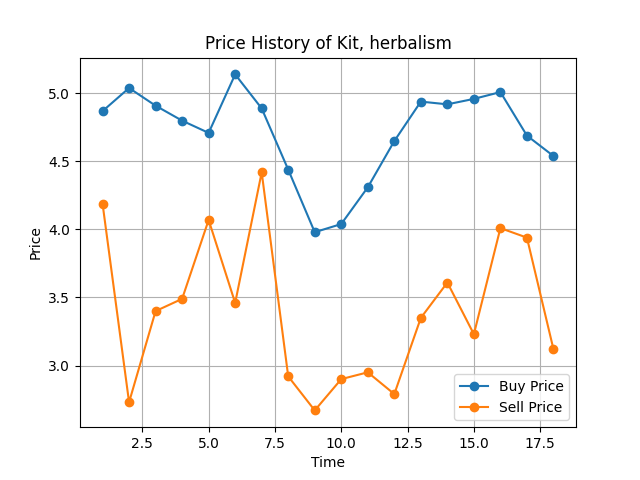 Price History of Kit, herbalism
Price
5.0
4.5
4.0
3.5
3.0
Buy Price
Sell Price
2.5 5.0 7.5 10.0 12.5 15.0 17.5
Time